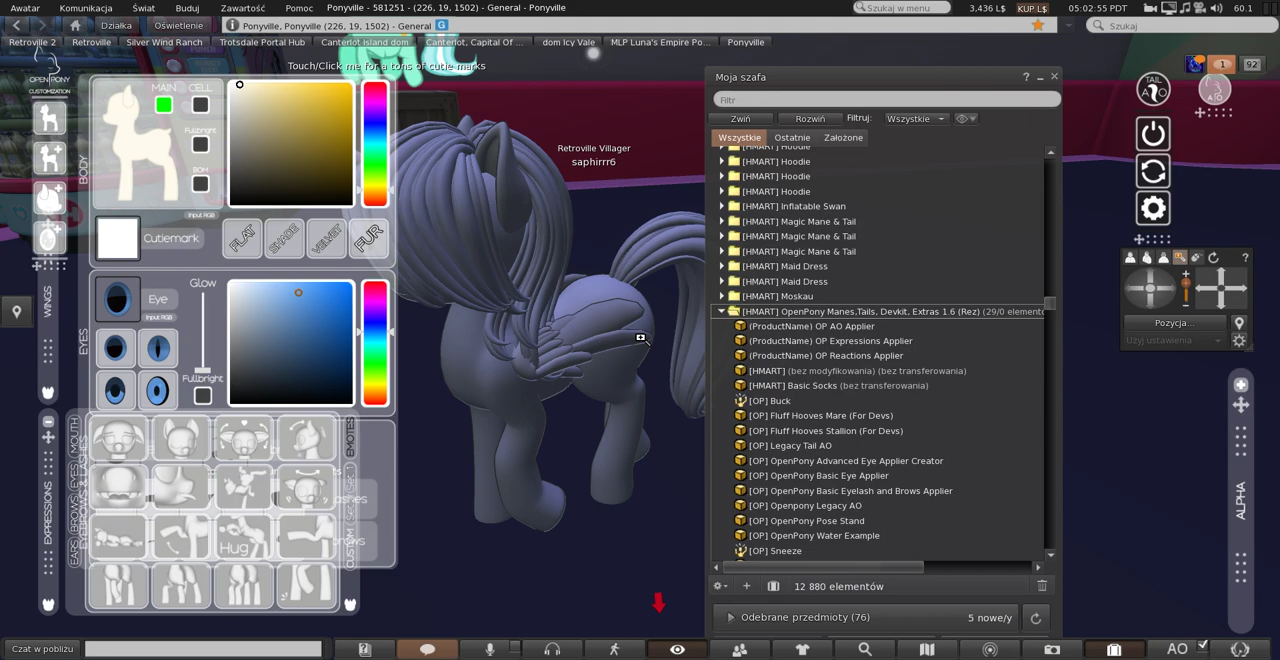 Awatar Komunikacja Świat Buduj Zawartość Pomoc Ponyville - 581251 - (226, 19, 1502) - General - Ponyville Szukaj w menu 3,436 L$ KUP L$ 05:02:55 PDT 60.1
Działka Oświetlenie Ponyville (226, 19, 1502) - General G Szukaj
Retroville 2 Retroville Silver Wind Ranch Trotsdale Portal Hub Canterlot island dom Canterlot, Capital Of ... dom Icy Vale MLP Luna's Empire Po... Ponyville
Touch/Click me for a tons of cutie marks
OPENPONY
CUSTOMIZATION
MAIN CELL
Fullbright
BOM
Input RGB
BODY
Cutiemark
FLAT SHADE VELVET FUR
WINGS
EYES
Eye
Input RGB
Glow
Fullbright
EXPRESSIONS
EARS BROWS EYES MOUTH
EMOTES
CUSTOM
Hug
Retroville Villager
saphirrr6
Moja szafa
?
Filtr
Zwiń Rozwiń Filtruj: Wszystkie
Wszystkie Ostatnie Założone
[HMART] Hoodie
[HMART] Hoodie
[HMART] Hoodie
[HMART] Hoodie
[HMART] Inflatable Swan
[HMART] Magic Mane & Tail
[HMART] Magic Mane & Tail
[HMART] Magic Mane & Tail
[HMART] Maid Dress
[HMART] Maid Dress
[HMART] Moskau
[HMART] OpenPony Manes,Tails, Devkit, Extras 1.6 (Rez) (29/0 elemento
(ProductName) OP AO Applier
(ProductName) OP Expressions Applier
(ProductName) OP Reactions Applier
[HMART] (bez modyfikowania) (bez transferowania)
[HMART] Basic Socks (bez transferowania)
[OP] Buck
[OP] Fluff Hooves Mare (For Devs)
[OP] Fluff Hooves Stallion (For Devs)
[OP] Legacy Tail AO
[OP] OpenPony Advanced Eye Applier Creator
[OP] OpenPony Basic Eye Applier
[OP] OpenPony Basic Eyelash and Brows Applier
[OP] Openpony Legacy AO
[OP] OpenPony Pose Stand
[OP] OpenPony Water Example
[OP] Sneeze
12 880 elementów
Odebrane przedmioty (76) 5 nowe/y
1 92
TAIL
AO
?
Pozycja...
Użyj ustawienia
ALPHA
Czat w pobliżu AO